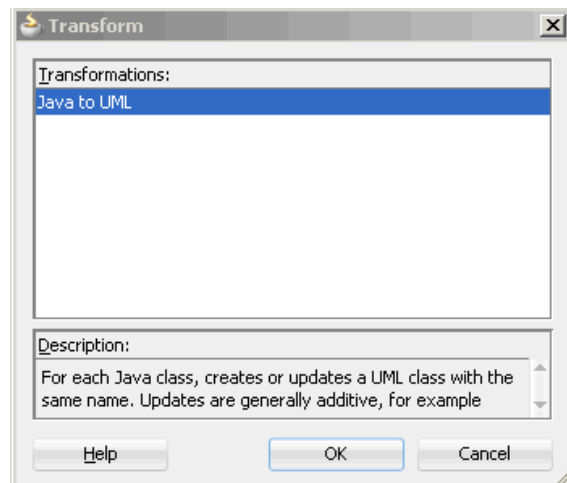 Transform
Transformations:
Java to UML
Description:
For each Java class, creates or updates a UML class with the
same name. Updates are generally additive, for example
Help
OK
Cancel